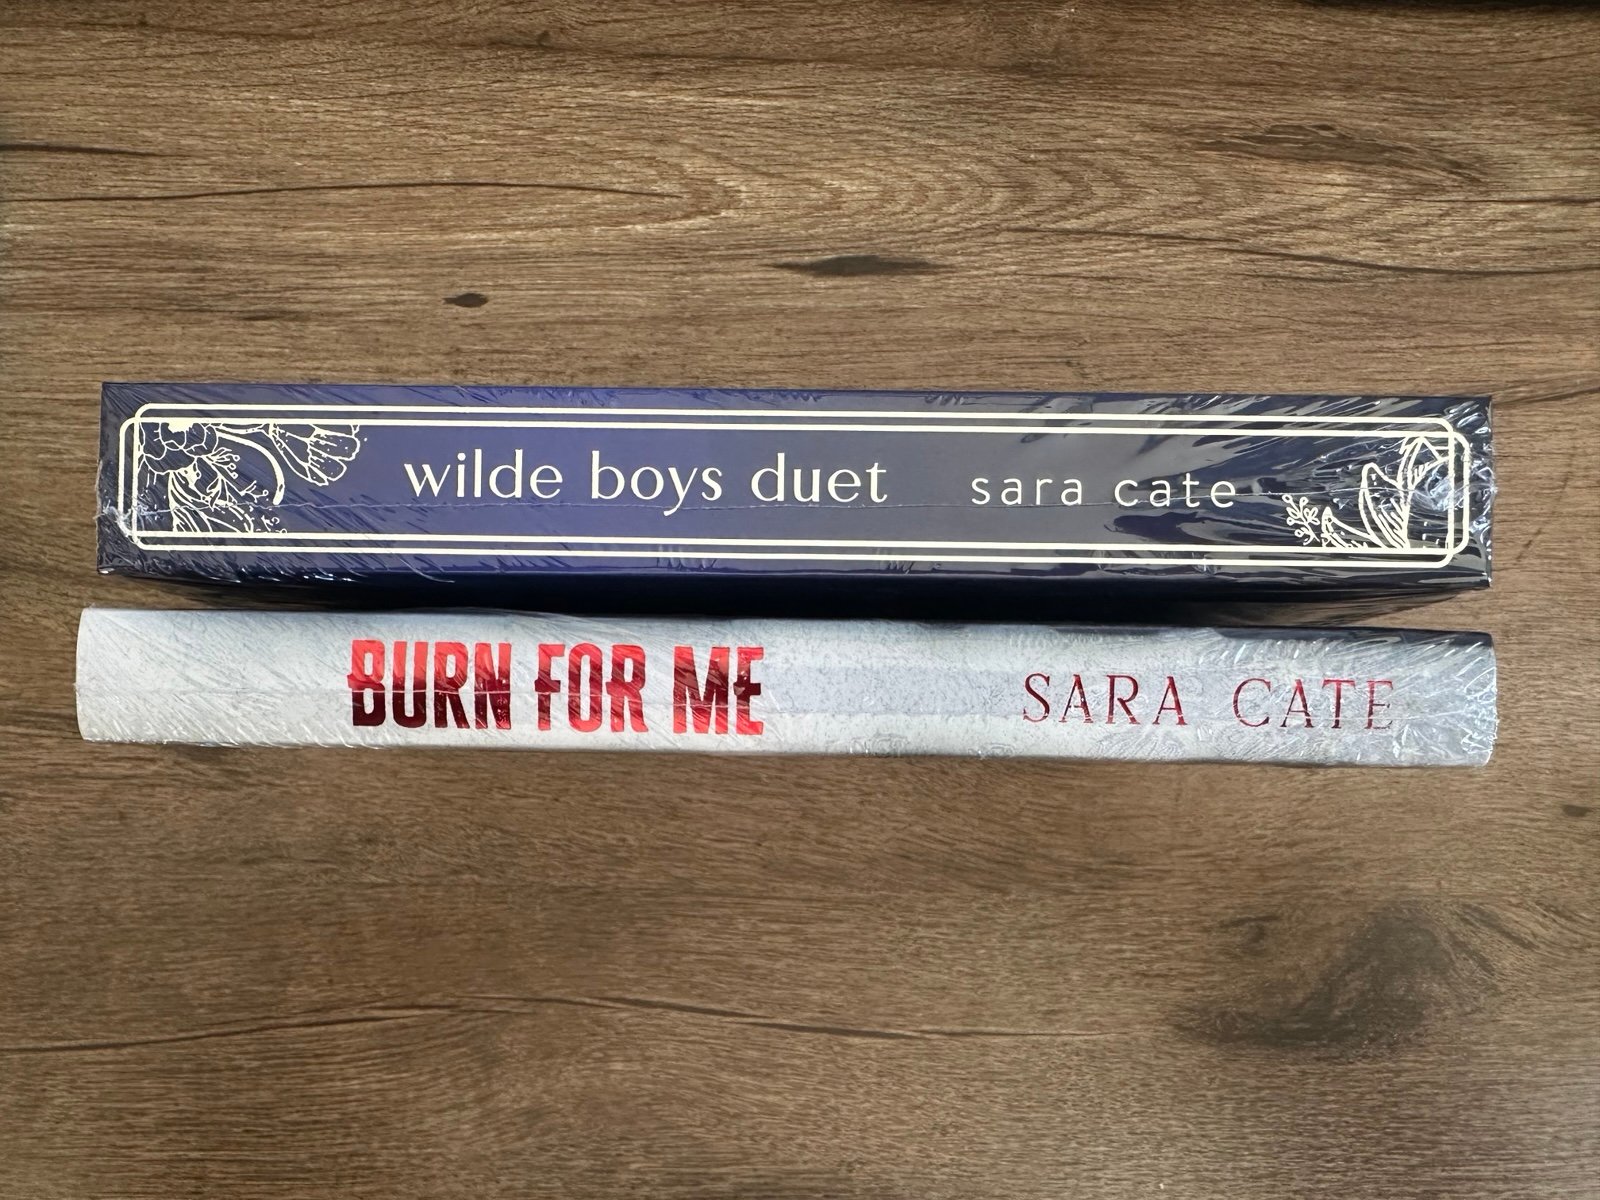 wilde boys duet sara cate
BURN FOR ME SARA CATE